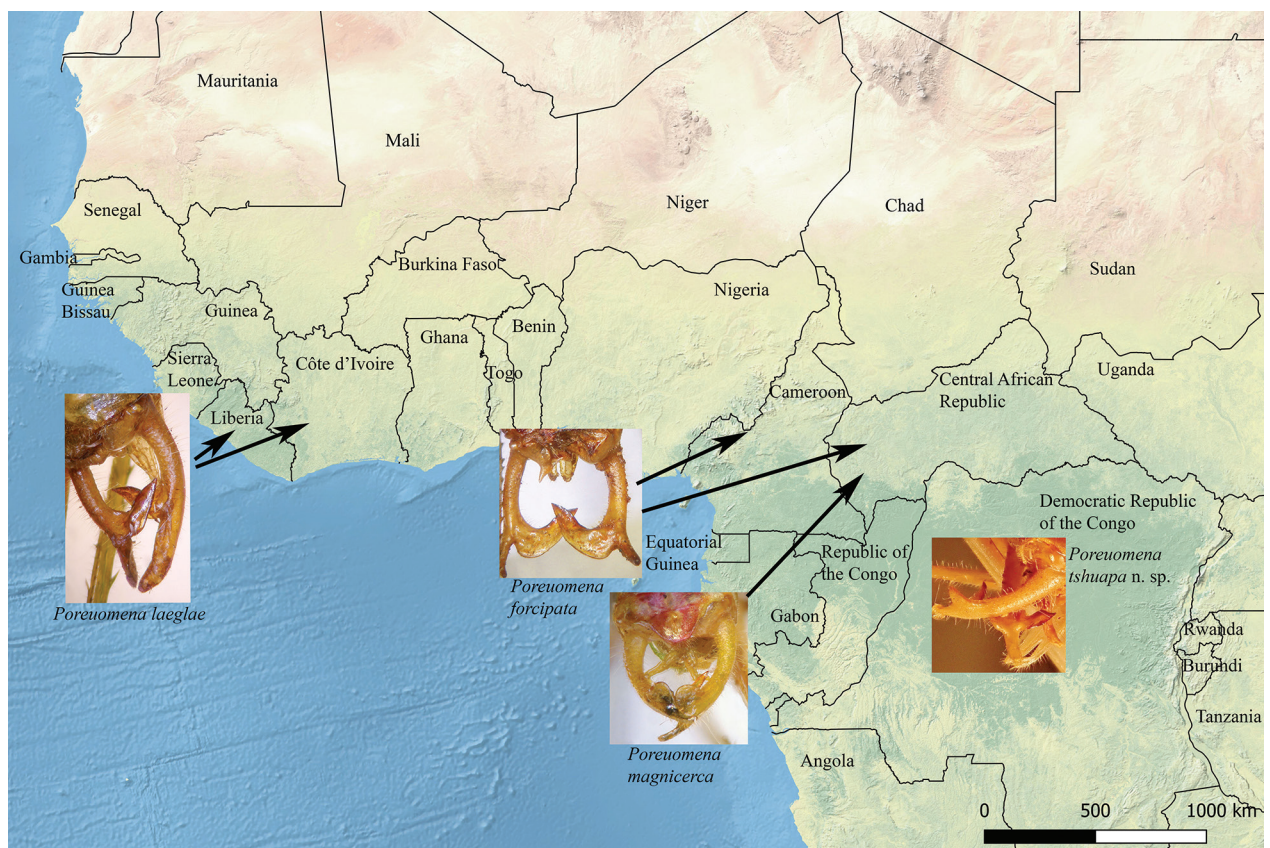 Mauritania
Mali
Niger
Chad
Sudan
Senegal
Gambia
Guinea
Bissau
Guinea
Burkina Faso
Nigeria
Benin
Ghana
Togo
Côte d'Ivoire
Sierra
Leone
Liberia
Cameroon
Central African
Republic
Uganda
Democratic Republic
of the Congo
Equatorial
Guinea
Republic of
the Congo
Gabon
Rwanda
Buruhdi
Tanzania
Angola
Poreuomena laeglae
Poreuomena
forcipata
Poreuomena
magnicerca
Poreuomena
tshuapa n. sp.
0 500 1000 km